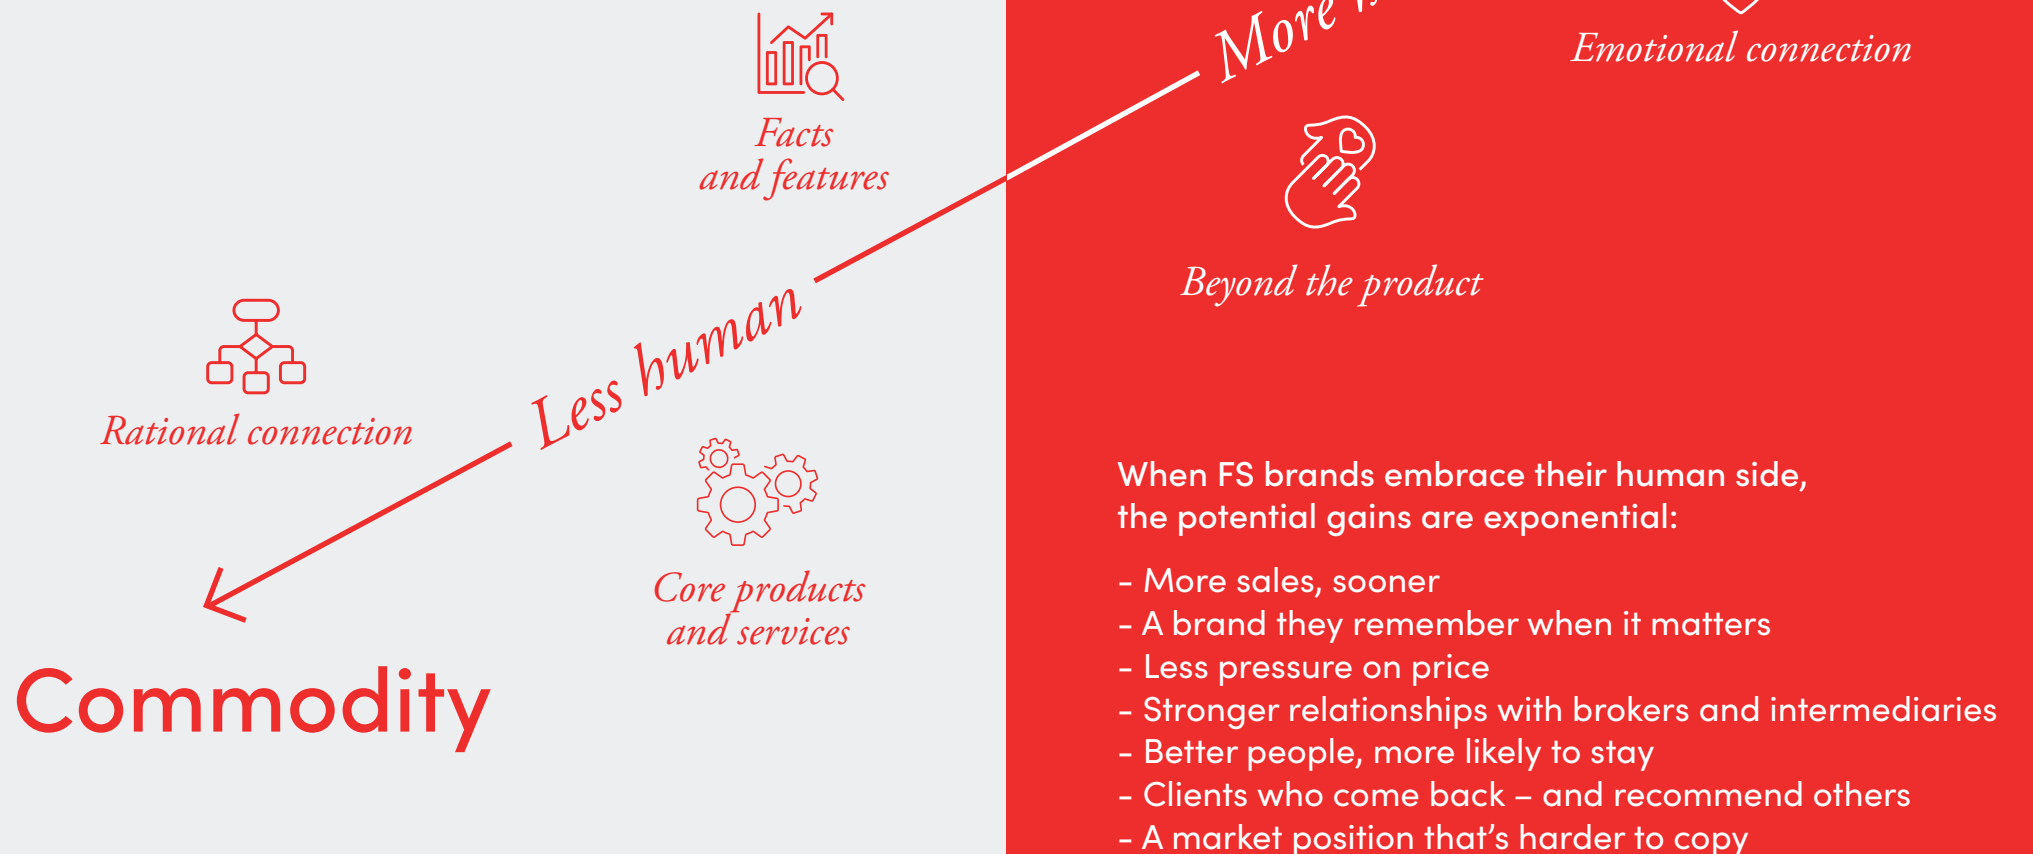 Facts
and features
Rational connection
Less human
Core products
and services
Commodity
More
Emotional connection
Beyond the product
When FS brands embrace their human side,
the potential gains are exponential:
- More sales, sooner
- A brand they remember when it matters
- Less pressure on price
- Stronger relationships with brokers and intermediaries
- Better people, more likely to stay
- Clients who come back – and recommend others
- A market position that's harder to copy